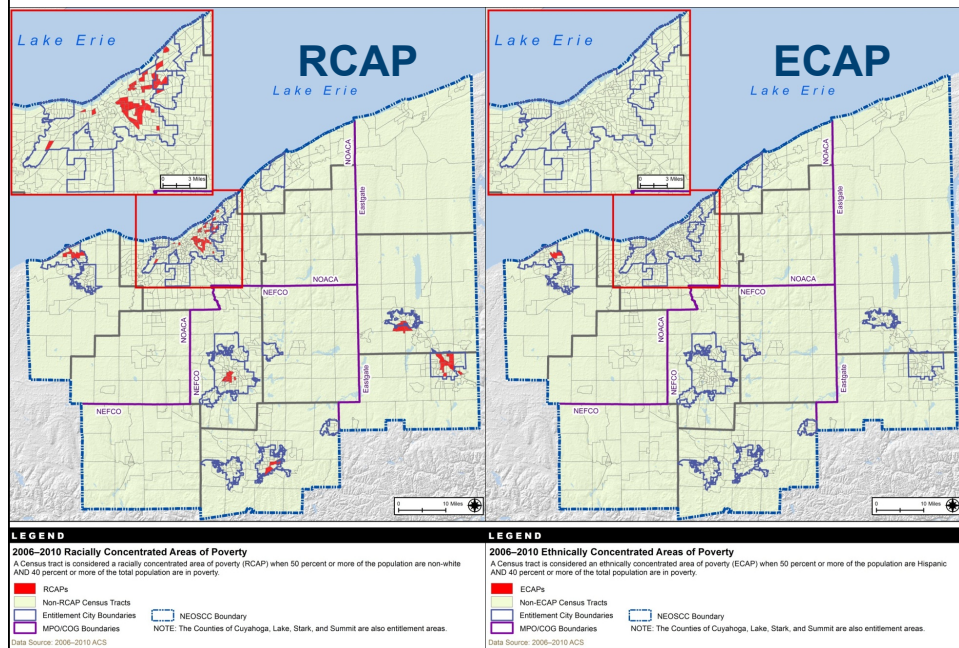 Lake Erie
RCAP
Lake Erie
0 3 Miles
NOACA
Eastgate
NOACA
NEFCO
NOACA
NEFCO
NEFCO
Eastgate
0 10 Miles
LEGEND
2006–2010 Racially Concentrated Areas of Poverty
A Census tract is considered a racially concentrated area of poverty (RCAP) when 50 percent or more of the population are non-white
AND 40 percent or more of the total population are in poverty.
RCAPs
Non-RCAP Census Tracts
Entitlement City Boundaries
NEOSCC Boundary
MPO/COG Boundaries
NOTE: The Counties of Cuyahoga, Lake, Stark, and Summit are also entitlement areas.
Data Source: 2006–2010 ACS
Lake Erie
ECAP
Lake Erie
0 3 Miles
NOACA
Eastgate
NOACA
NEFCO
NOACA
NEFCO
NEFCO
Eastgate
0 10 Miles
LEGEND
2006–2010 Ethnically Concentrated Areas of Poverty
A Census tract is considered an ethnically concentrated area of poverty (ECAP) when 50 percent or more of the population are Hispanic
AND 40 percent or more of the total population are in poverty.
ECAPs
Non-ECAP Census Tracts
Entitlement City Boundaries
NEOSCC Boundary
MPO/COG Boundaries
NOTE: The Counties of Cuyahoga, Lake, Stark, and Summit are also entitlement areas.
Data Source: 2006–2010 ACS